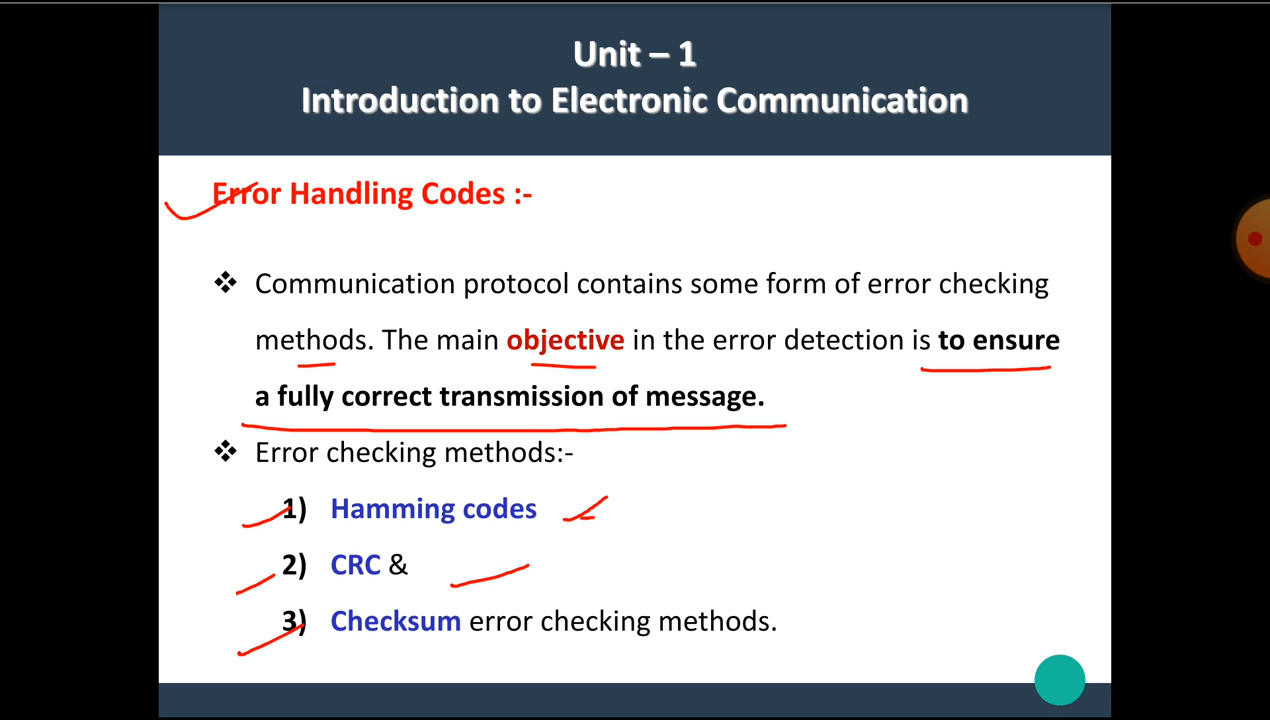 Unit – 1
Introduction to Electronic Communication
Error Handling Codes :-
❖ Communication protocol contains some form of error checking
methods. The main objective in the error detection is to ensure
a fully correct transmission of message.
❖ Error checking methods:-
1) Hamming codes
2) CRC &
3) Checksum error checking methods.